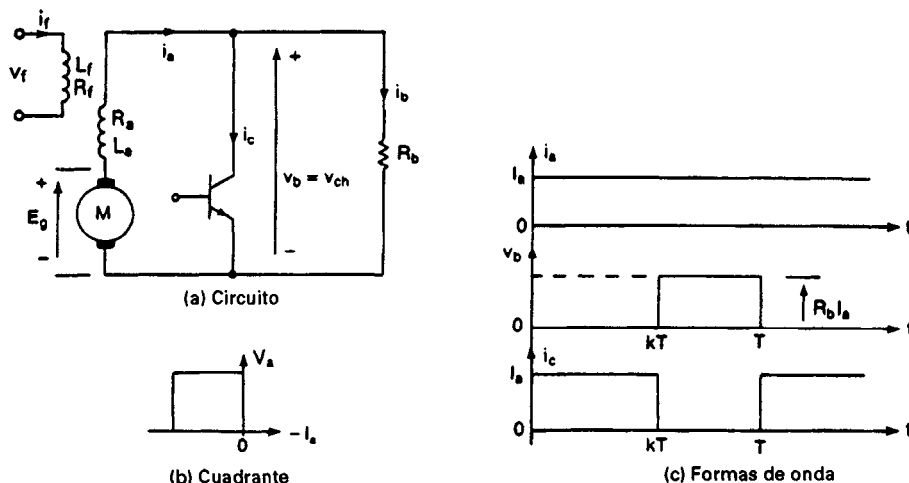 i_f
v_f
L_f
R_f
R_a
L_a
+
E_g
−
M
i_a
i_c
+
v_b = v_ch
−
i_b
R_b
(a) Circuito
V_a
0
− I_a
(b) Cuadrante
i_a
I_a
0
t
v_b
R_b I_a
0
kT
T
t
i_c
I_a
0
kT
T
t
(c) Formas de onda